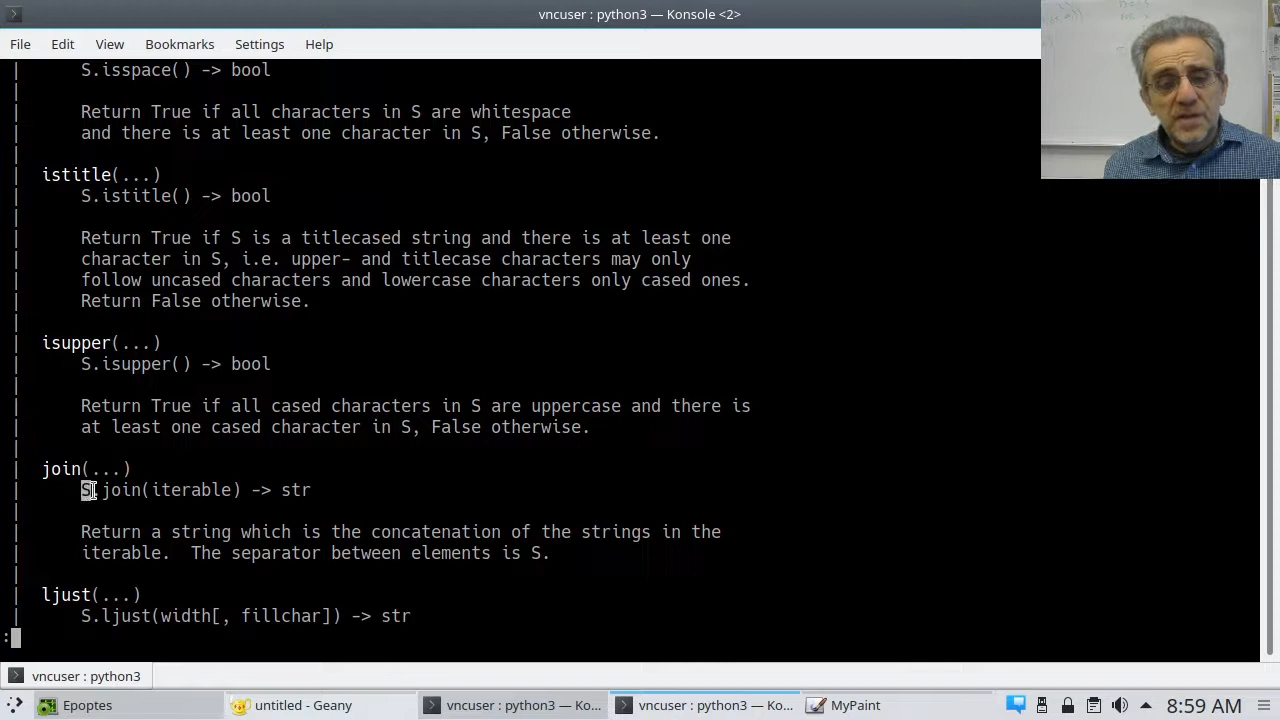 vncuser : python3 — Konsole <2>
File Edit View Bookmarks Settings Help
| S.isspace() -> bool
|
| Return True if all characters in S are whitespace
| and there is at least one character in S, False otherwise.
|
| istitle(...)
| S.istitle() -> bool
|
| Return True if S is a titlecased string and there is at least one
| character in S, i.e. upper- and titlecase characters may only
| follow uncased characters and lowercase characters only cased ones.
| Return False otherwise.
|
| isupper(...)
| S.isupper() -> bool
|
| Return True if all cased characters in S are uppercase and there is
| at least one cased character in S, False otherwise.
|
| join(...)
| S.join(iterable) -> str
|
| Return a string which is the concatenation of the strings in the
| iterable.  The separator between elements is S.
|
| ljust(...)
| S.ljust(width[, fillchar]) -> str
:
vncuser : python3
Epoptes untitled - Geany vncuser : python3 — Ko... vncuser : python3 — Ko... MyPaint 8:59 AM